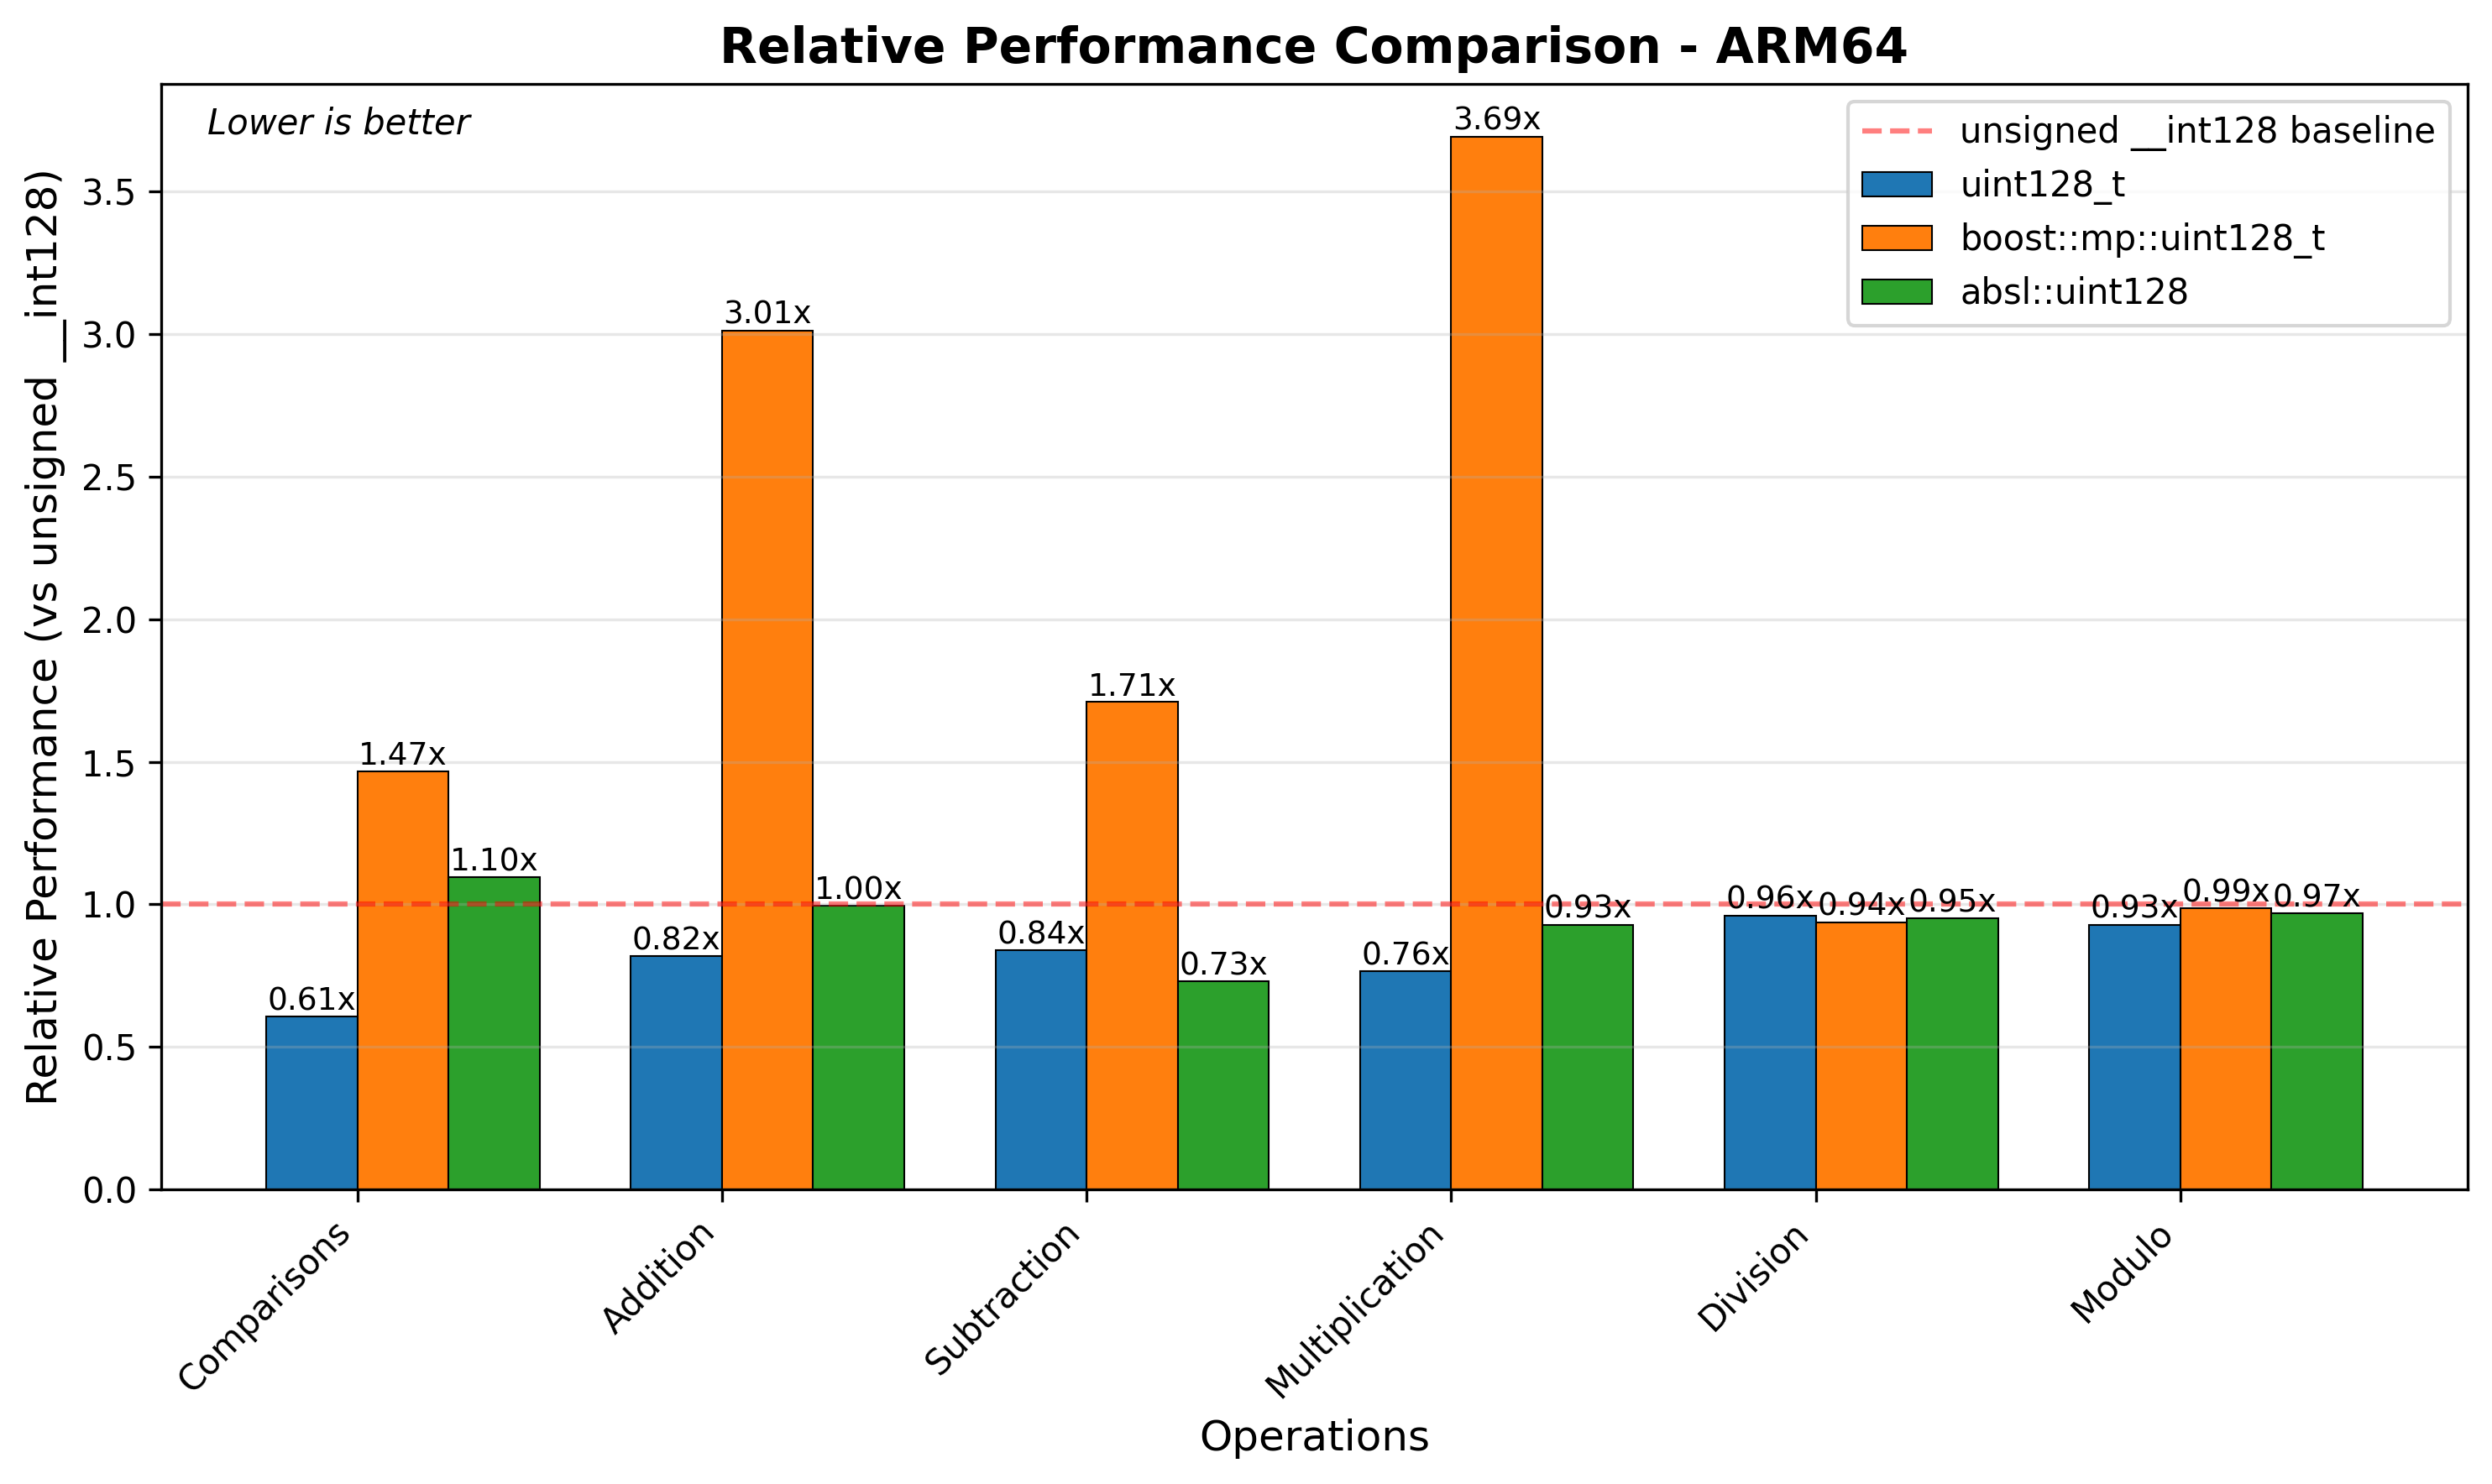 Relative Performance Comparison - ARM64
Lower is better
unsigned __int128 baseline
uint128_t
boost::mp::uint128_t
absl::uint128
Relative Performance (vs unsigned __int128)
3.5
3.0
2.5
2.0
1.5
1.0
0.5
0.0
0.61x
1.47x
1.10x
0.82x
3.01x
1.00x
0.84x
1.71x
0.73x
0.76x
3.69x
0.93x
0.96x
0.94x
0.95x
0.93x
0.99x
0.97x
Comparisons
Addition
Subtraction
Multiplication
Division
Modulo
Operations